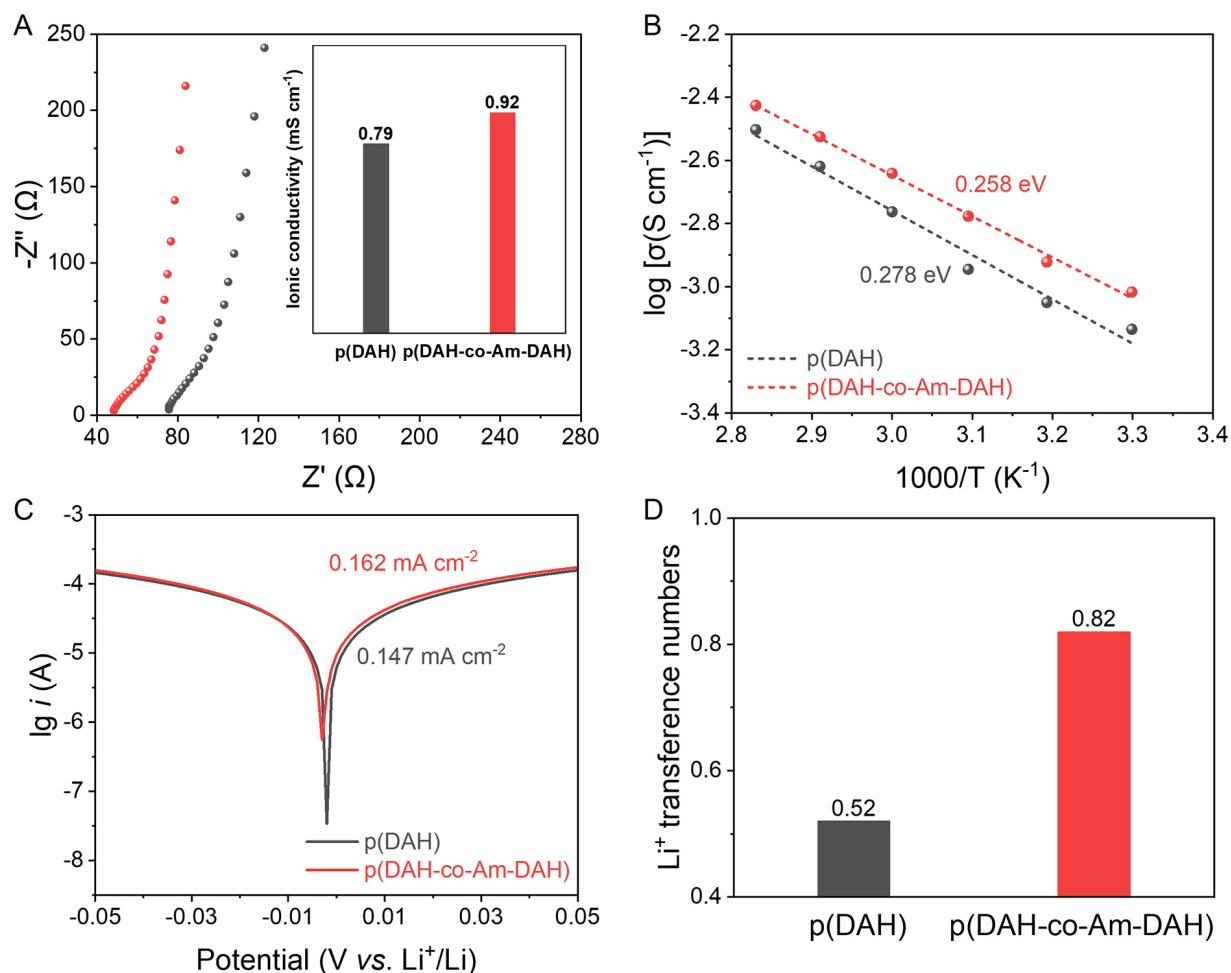 A
250
200
150
100
50
0
-Z" (Ω)
40 80 120 160 200 240 280
Z' (Ω)
Ionic conductivity (mS cm⁻¹)
0.79
0.92
p(DAH) p(DAH-co-Am-DAH)
B
-2.2
-2.4
-2.6
-2.8
-3.0
-3.2
-3.4
log [σ(S cm⁻¹)]
0.258 eV
0.278 eV
p(DAH)
p(DAH-co-Am-DAH)
2.8 2.9 3.0 3.1 3.2 3.3 3.4
1000/T (K⁻¹)
C
-3
-4
-5
-6
-7
-8
lg i (A)
0.162 mA cm⁻²
0.147 mA cm⁻²
p(DAH)
p(DAH-co-Am-DAH)
-0.05 -0.03 -0.01 0.01 0.03 0.05
Potential (V vs. Li⁺/Li)
D
1.0
0.8
0.6
0.4
Li⁺ transference numbers
0.52
0.82
p(DAH) p(DAH-co-Am-DAH)